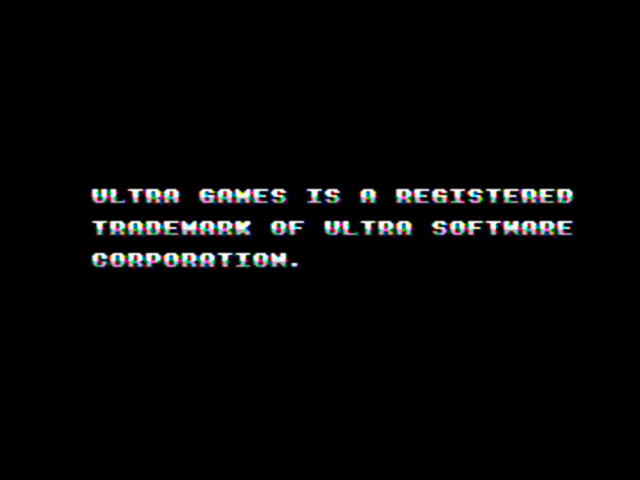 ULTRA GAMES IS A REGISTERED
TRADEMARK OF ULTRA SOFTWARE
CORPORATION.